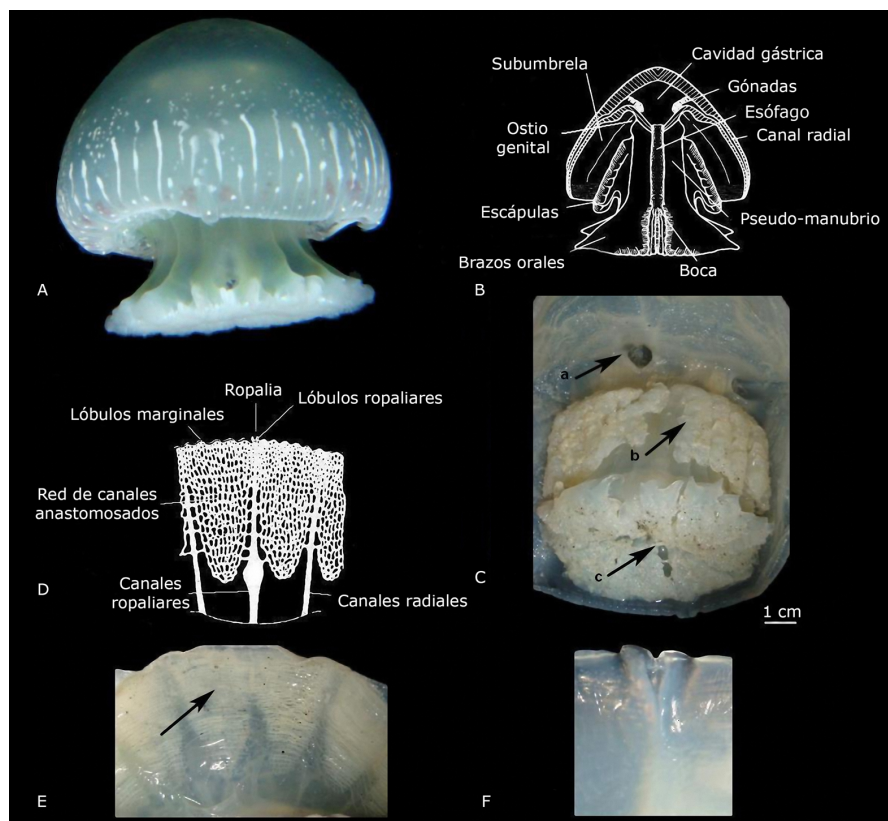 A
Subumbrela
Cavidad gástrica
Gónadas
Esófago
Canal radial
Ostio
genital
Escápulas
Pseudo-manubrio
Brazos orales
Boca
B
a
b
c
C
1 cm
Ropalia
Lóbulos ropaliares
Lóbulos marginales
Red de canales
anastomosados
Canales
ropaliares
Canales radiales
D
E
F